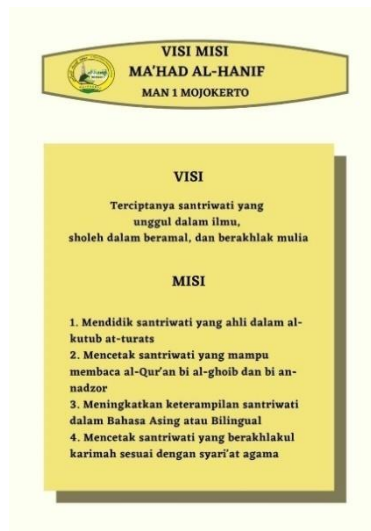 VISI MISI
MA'HAD AL-HANIF
MAN 1 MOJOKERTO
VISI
Terciptanya santriwati yang
unggul dalam ilmu,
sholeh dalam beramal, dan berakhlak mulia
MISI
1. Mendidik santriwati yang ahli dalam al-
kutub at-turats
2. Mencetak santriwati yang mampu
membaca al-Qur'an bi al-ghoib dan bi an-
nadzor
3. Meningkatkan keterampilan santriwati
dalam Bahasa Asing atau Bilingual
4. Mencetak santriwati yang berakhlakul
karimah sesuai dengan syari'at agama